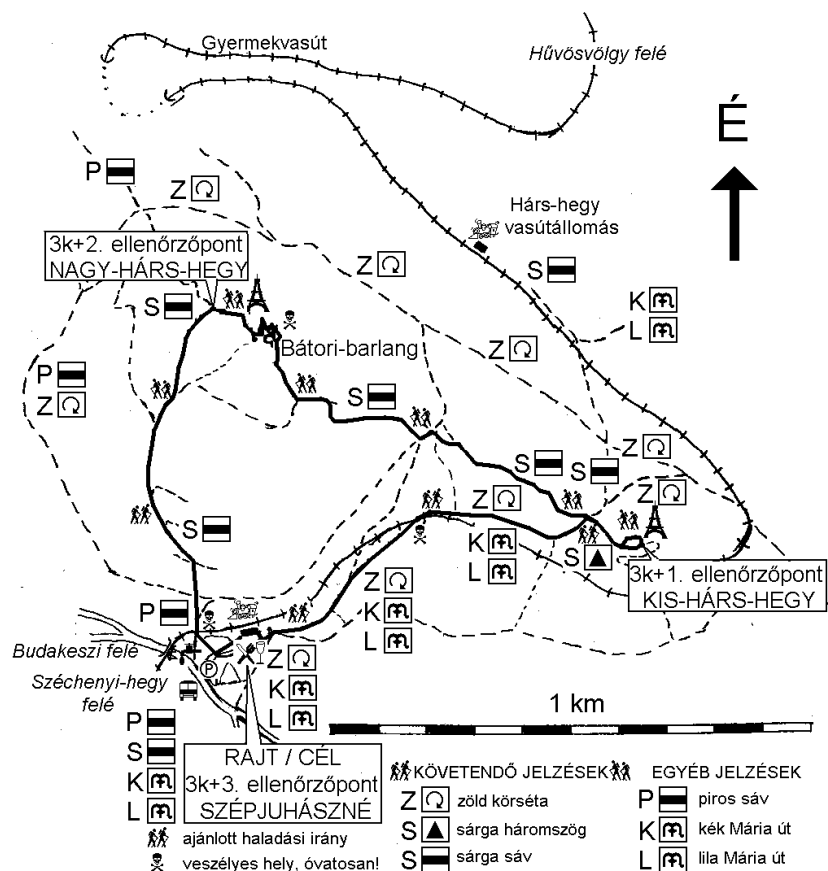 Gyermekvasút
Hűvösvölgy felé
É
P
Z
Hárs-hegy
vasútállomás
3k+2. ellenőrzőpont
NAGY-HÁRS-HEGY
Z
S
K
L
S
Bátori-barlang
Z
P
Z
S
Z
S
S
Z
S
K
L
S
3k+1. ellenőrzőpont
KIS-HÁRS-HEGY
Z
K
L
P
Budakeszi felé
Széchenyi-hegy
felé
P
Z
K
L
1 km
P
S
K
L
RAJT / CÉL
3k+3. ellenőrzőpont
SZÉPJUHÁSZNÉ
ajánlott haladási irány
veszélyes hely, óvatosan!
KÖVETENDŐ JELZÉSEK
Z zöld körséta
S sárga háromszög
S sárga sáv
EGYÉB JELZÉSEK
P piros sáv
K kék Mária út
L lila Mária út